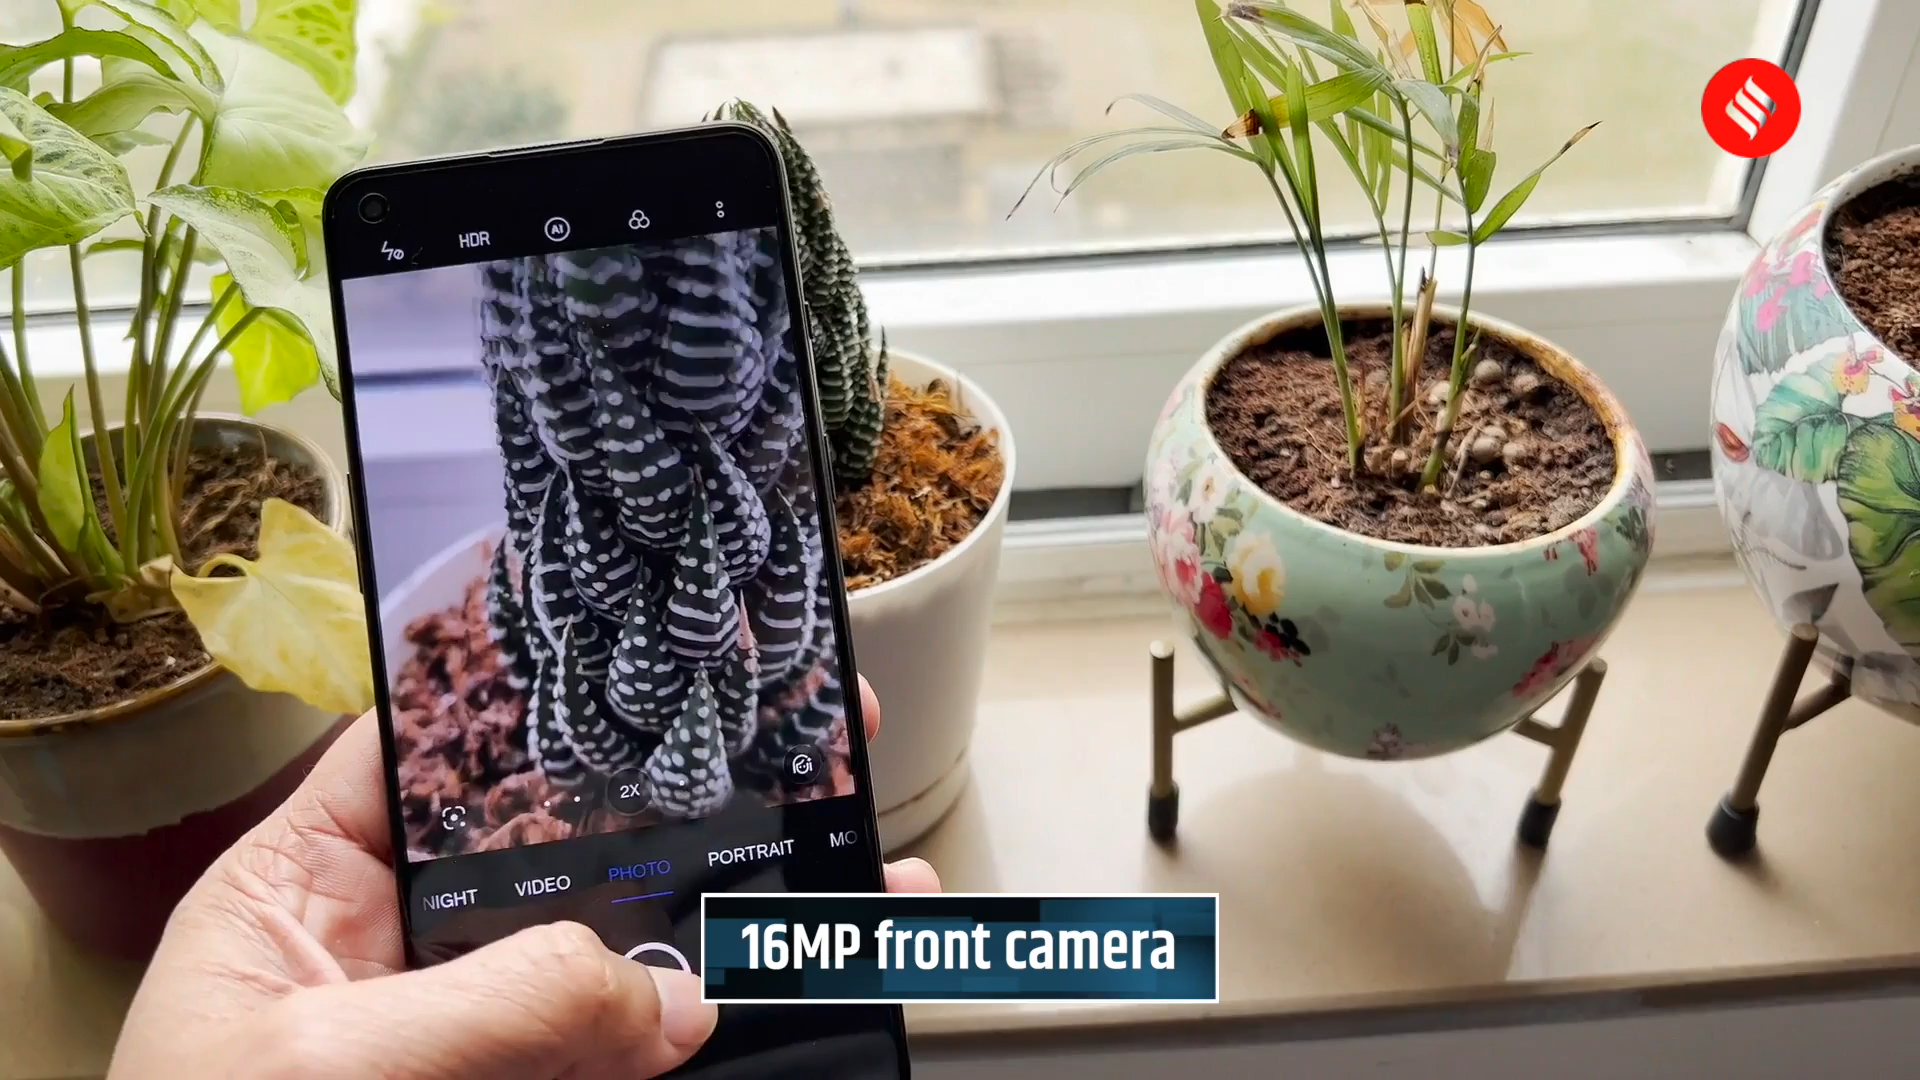 HDR
AI
2X
NIGHT VIDEO PHOTO PORTRAIT MO
16MP front camera